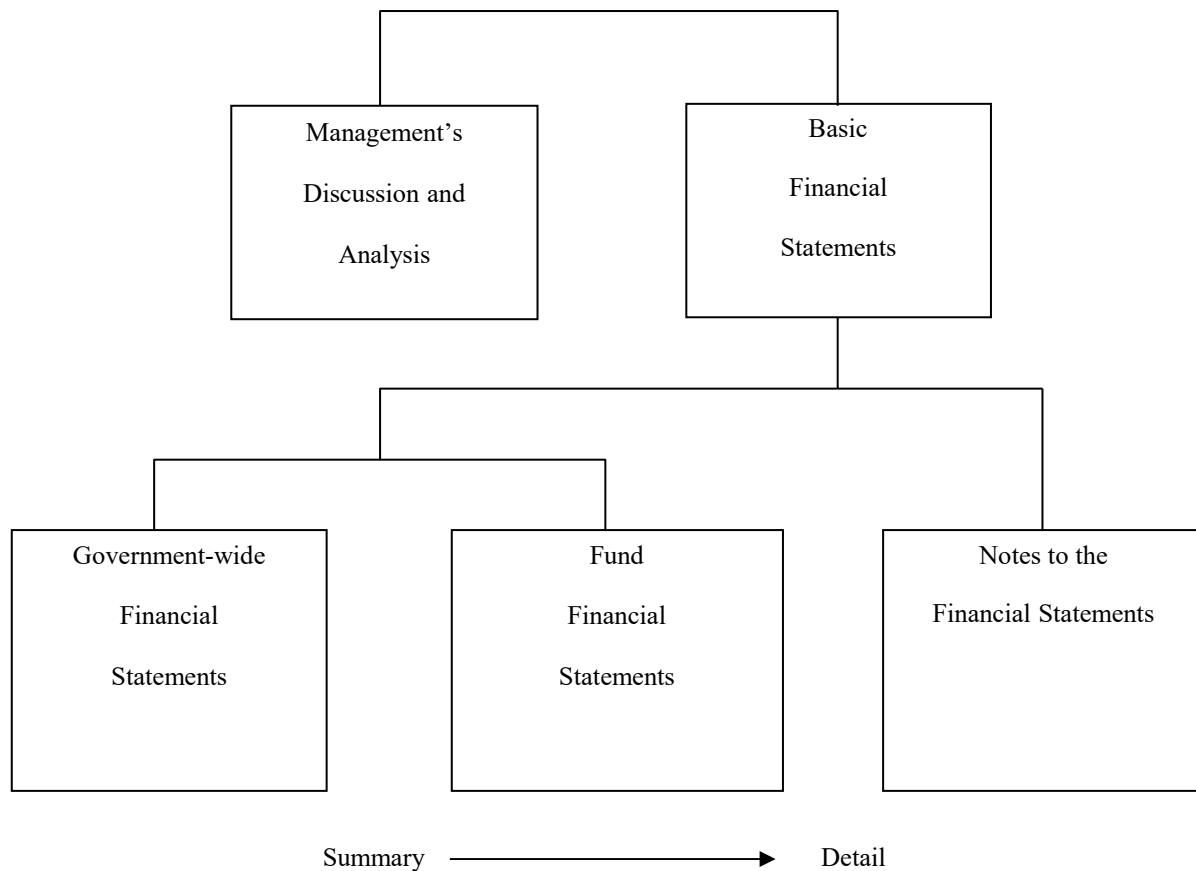 Management’s
Discussion and
Analysis
Basic
Financial
Statements
Government-wide
Financial
Statements
Fund
Financial
Statements
Notes to the
Financial Statements
Summary
Detail